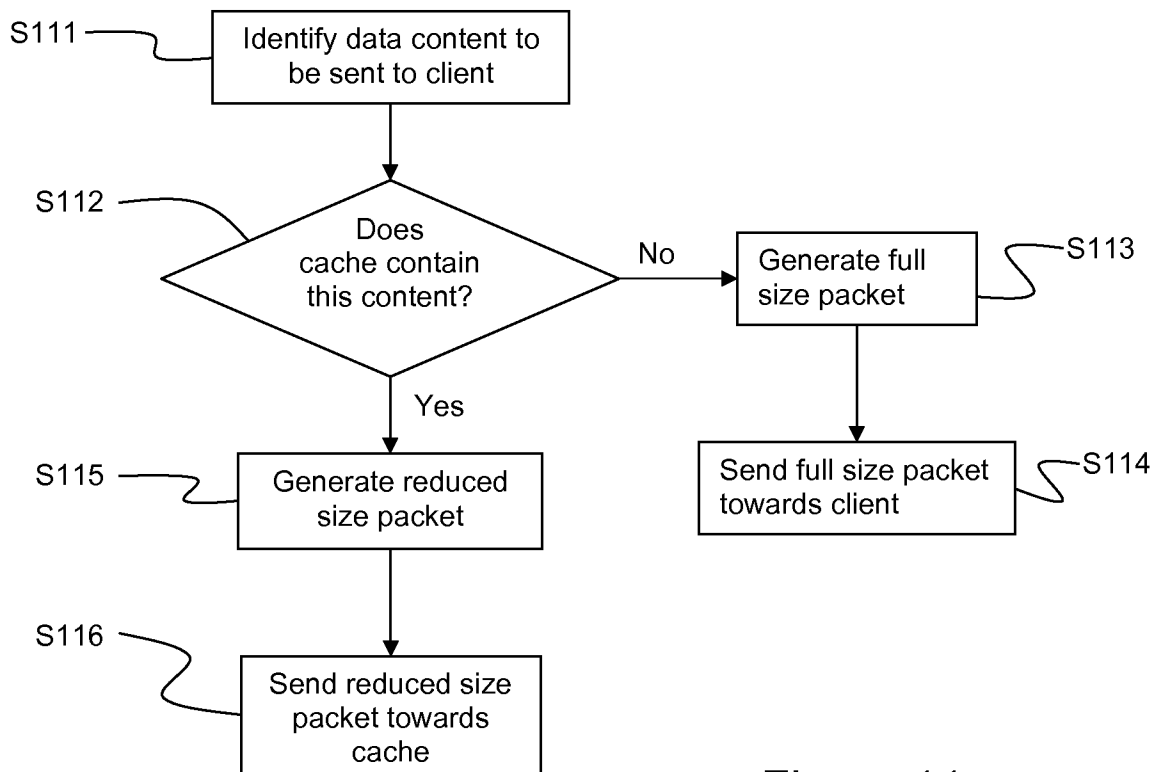 S111
Identify data content to
be sent to client
S112
Does
cache contain
this content?
No
Generate full
size packet
S113
Yes
S115
Generate reduced
size packet
Send full size packet
towards client
S114
S116
Send reduced size
packet towards
cache